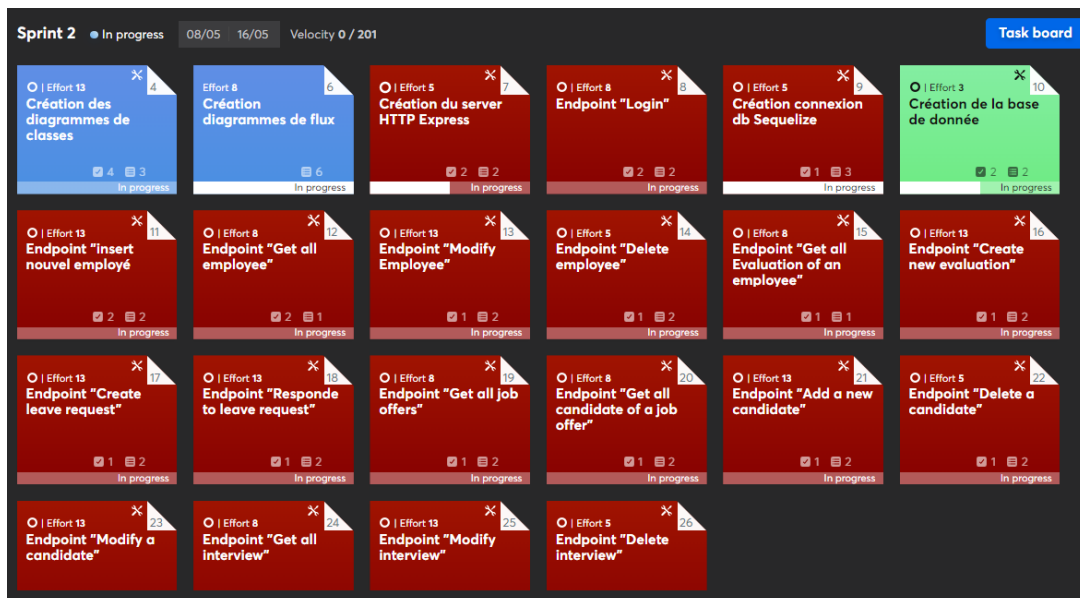 Sprint 2 In progress 08/05 16/05 Velocity 0 / 201 Task board
| Effort 13 4
Création des
diagrammes de
classes
4 3
In progress
Effort 8 6
Création
diagrammes de flux
6
In progress
| Effort 5 7
Création du server
HTTP Express
2 2
In progress
| Effort 8 8
Endpoint "Login"
2 2
In progress
| Effort 5 9
Création connexion
db Sequelize
1 3
In progress
| Effort 3 10
Création de la base
de donnée
2 2
In progress
| Effort 13 11
Endpoint "insert
nouvel employé
2 2
In progress
| Effort 8 12
Endpoint "Get all
employee"
2 1
In progress
| Effort 13 13
Endpoint "Modify
Employee"
1 2
In progress
| Effort 5 14
Endpoint "Delete
employee"
1 2
In progress
| Effort 8 15
Endpoint "Get all
Evaluation of an
employee"
1 1
In progress
| Effort 13 16
Endpoint "Create
new evaluation"
1 2
In progress
| Effort 13 17
Endpoint "Create
leave request"
1 2
In progress
| Effort 13 18
Endpoint "Responde
to leave request"
1 2
In progress
| Effort 8 19
Endpoint "Get all job
offers"
1 2
In progress
| Effort 8 20
Endpoint "Get all
candidate of a job
offer"
1 2
In progress
| Effort 13 21
Endpoint "Add a new
candidate"
1 2
In progress
| Effort 5 22
Endpoint "Delete a
candidate"
1 2
In progress
| Effort 13 23
Endpoint "Modify a
candidate"
| Effort 8 24
Endpoint "Get all
interview"
| Effort 13 25
Endpoint "Modify
interview"
| Effort 5 26
Endpoint "Delete
interview"